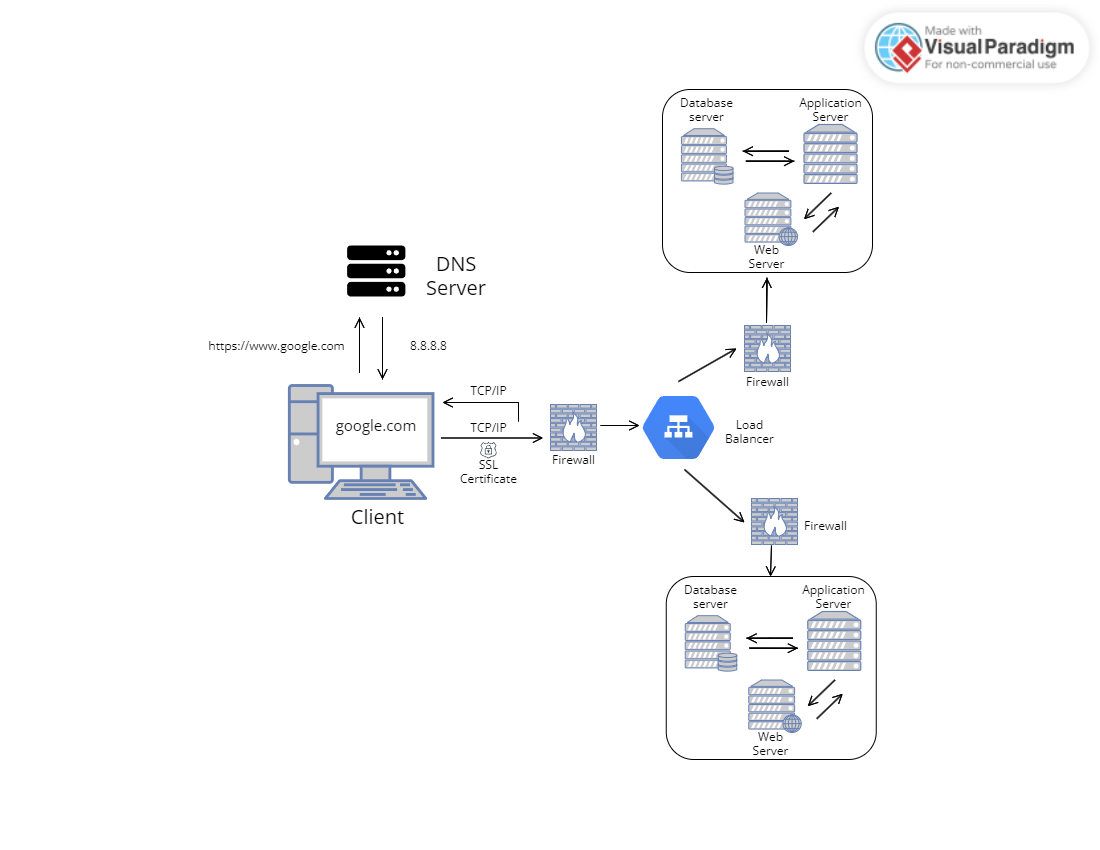 Made with
VisualParadigm
For non-commercial use
Database
server
Application
Server
Web
Server
DNS
Server
https://www.google.com
8.8.8.8
Firewall
TCP/IP
google.com
TCP/IP
Load
Balancer
Firewall
SSL
Certificate
Client
Firewall
Database
server
Application
Server
Web
Server